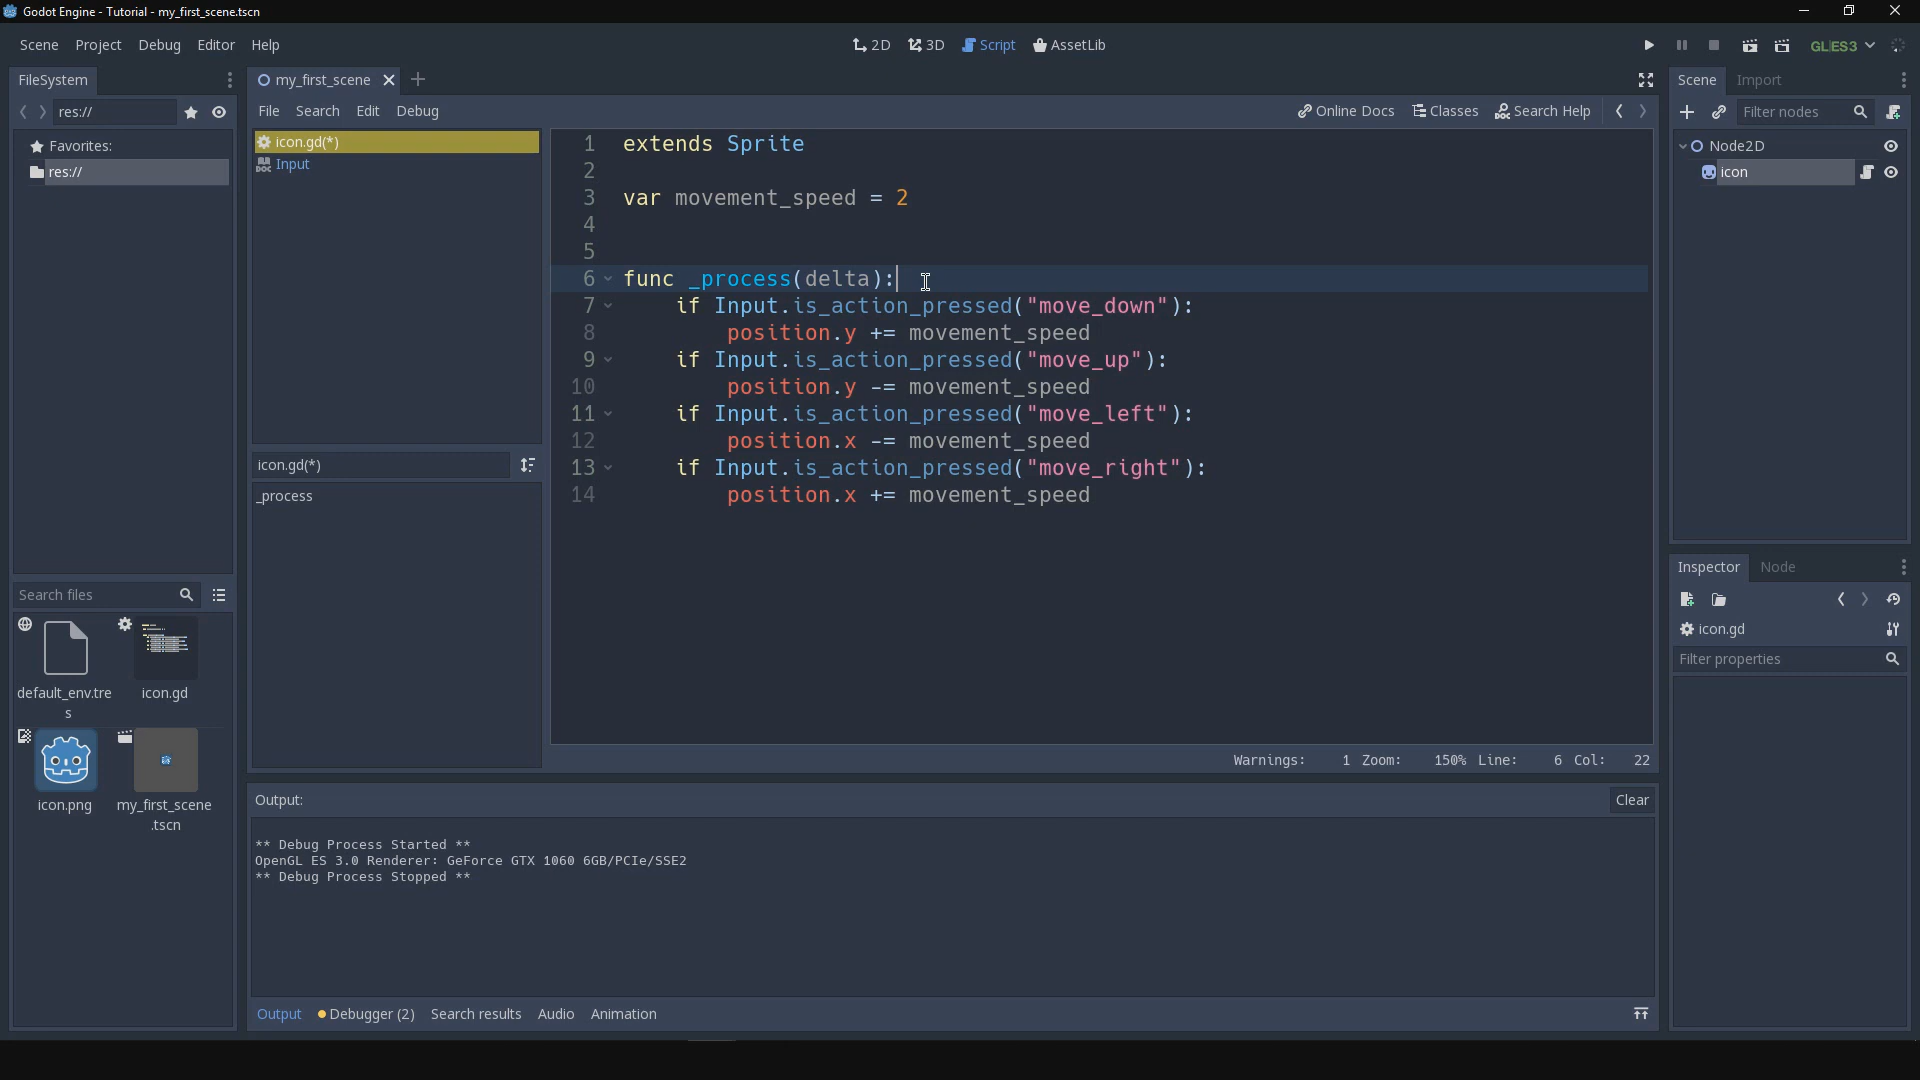 Godot Engine - Tutorial - my_first_scene.tscn
Scene Project Debug Editor Help
2D 3D Script AssetLib
GLES3
FileSystem
res://
Favorites:
res://
Search files
default_env.tre
s
icon.gd
icon.png
my_first_scene
.tscn
my_first_scene
File Search Edit Debug
Online Docs Classes Search Help
icon.gd(*)
DOC Input
icon.gd(*)
_process
1 extends Sprite
2
3 var movement_speed = 2
4
5
6 func _process(delta):
7 if Input.is_action_pressed("move_down"):
8 position.y += movement_speed
9 if Input.is_action_pressed("move_up"):
10 position.y -= movement_speed
11 if Input.is_action_pressed("move_left"):
12 position.x -= movement_speed
13 if Input.is_action_pressed("move_right"):
14 position.x += movement_speed
Warnings: 1 Zoom: 150% Line: 6 Col: 22
Output: Clear
** Debug Process Started **
OpenGL ES 3.0 Renderer: GeForce GTX 1060 6GB/PCIe/SSE2
** Debug Process Stopped **
Output Debugger (2) Search results Audio Animation
Scene Import
Filter nodes
Node2D
icon
Inspector Node
icon.gd
Filter properties